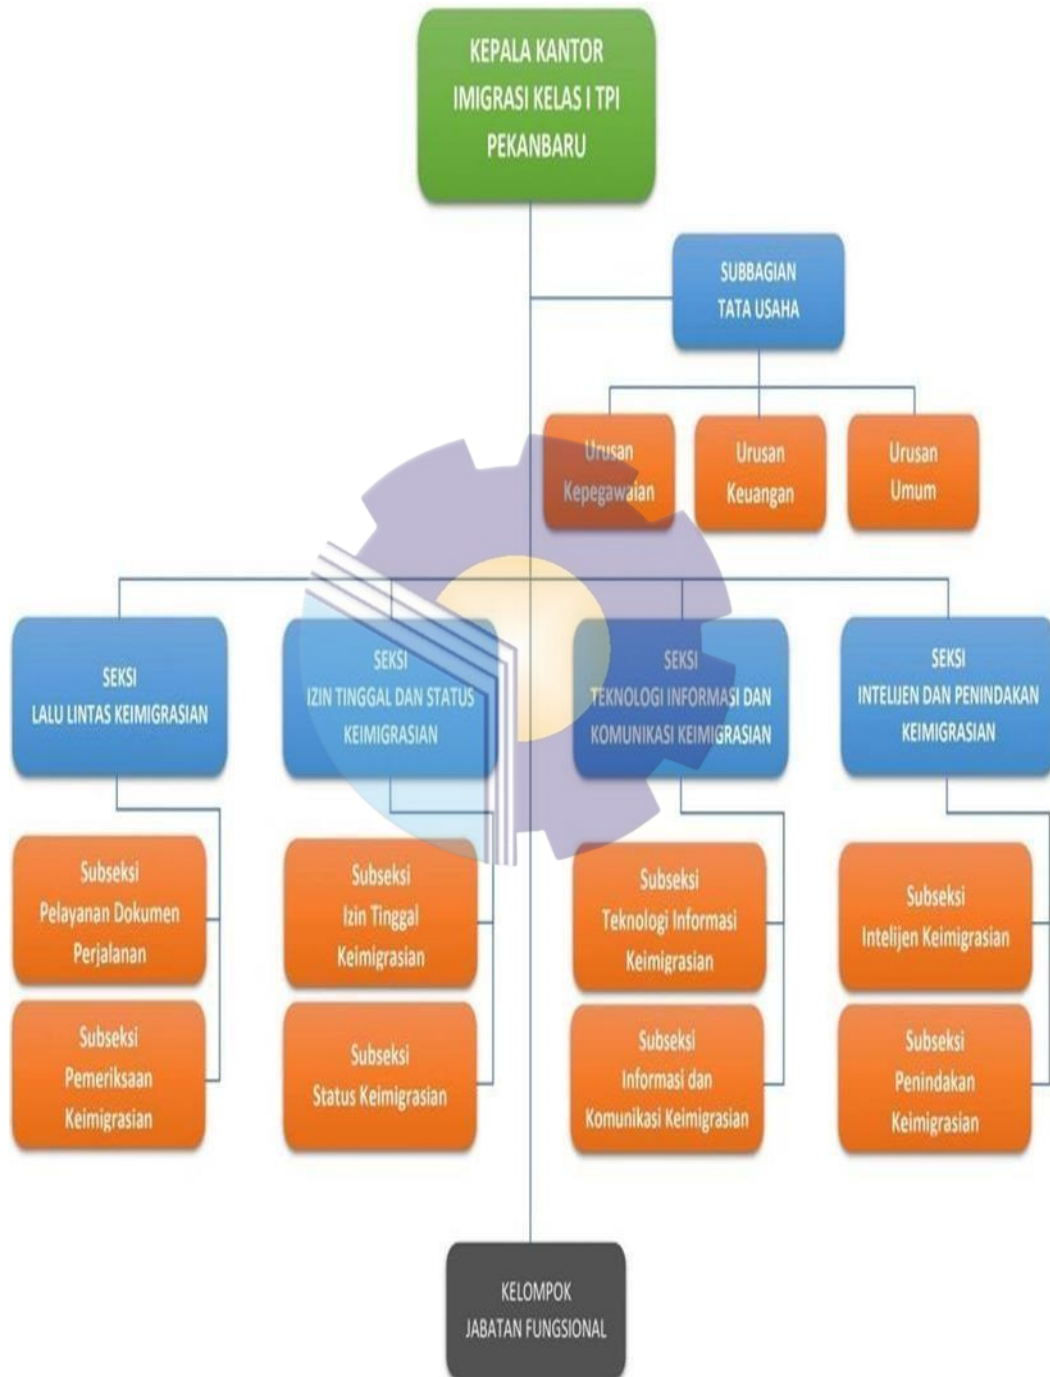 KEPALA KANTOR
IMIGRASI KELAS I TPI
PEKANBARU
SUBBAGIAN
TATA USAHA
Urusan
Kepegawaian
Urusan
Keuangan
Urusan
Umum
SEKSI
LALU LINTAS KEIMIGRASIAN
SEKSI
IZIN TINGGAL DAN STATUS
KEIMIGRASIAN
SEKSI
TEKNOLOGI INFORMASI DAN
KOMUNIKASI KEIMIGRASIAN
SEKSI
INTELIJEN DAN PENINDAKAN
KEIMIGRASIAN
Subseksi
Pelayanan Dokumen
Perjalanan
Subseksi
Izin Tinggal
Keimigrasian
Subseksi
Teknologi Informasi
Keimigrasian
Subseksi
Intelijen Keimigrasian
Subseksi
Pemeriksaan
Keimigrasian
Subseksi
Status Keimigrasian
Subseksi
Informasi dan
Komunikasi Keimigrasian
Subseksi
Penindakan
Keimigrasian
KELOMPOK
JABATAN FUNGSIONAL